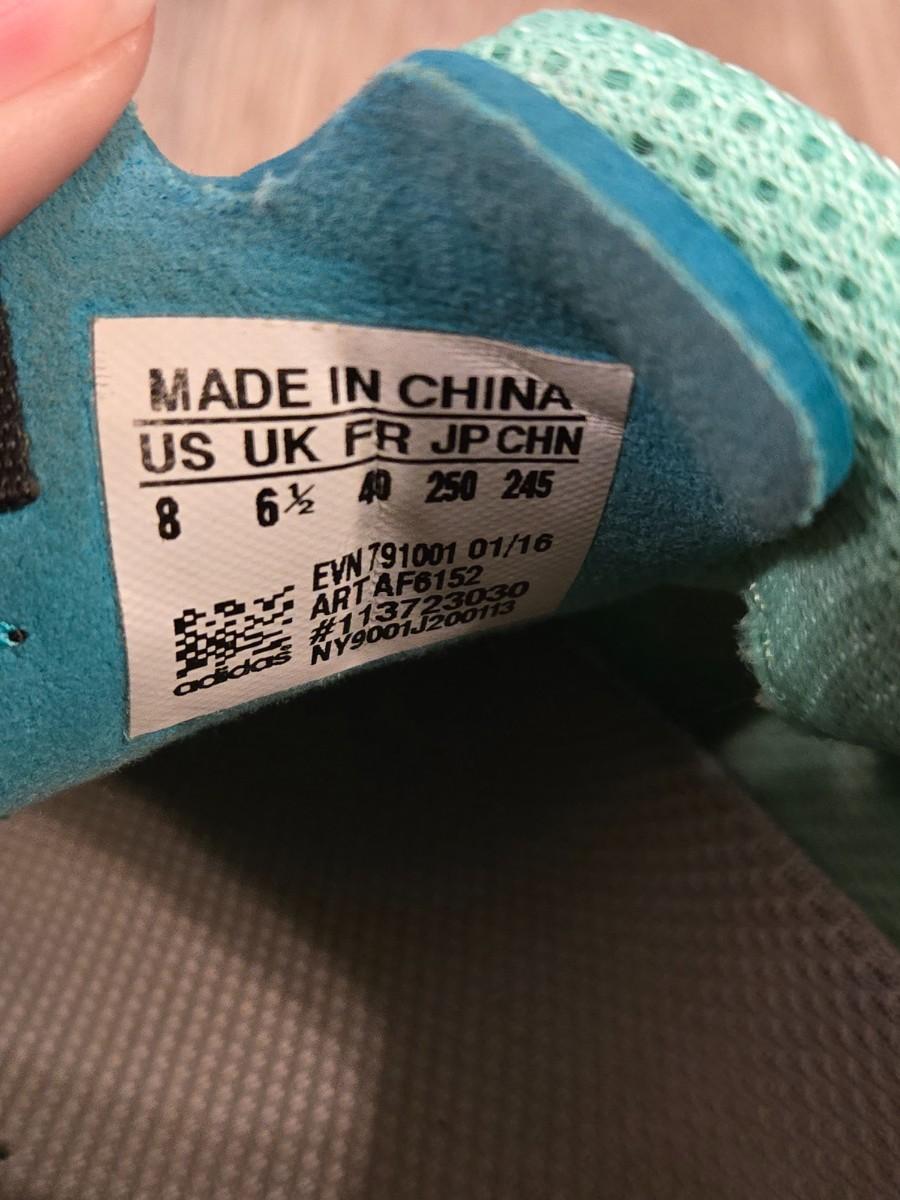 MADE IN CHINA
US UK FR JP CHN
8 6½ 40 250 245
EVN 791001 01/16
ART AF6152
#113723030
NY9001J200113
adidas